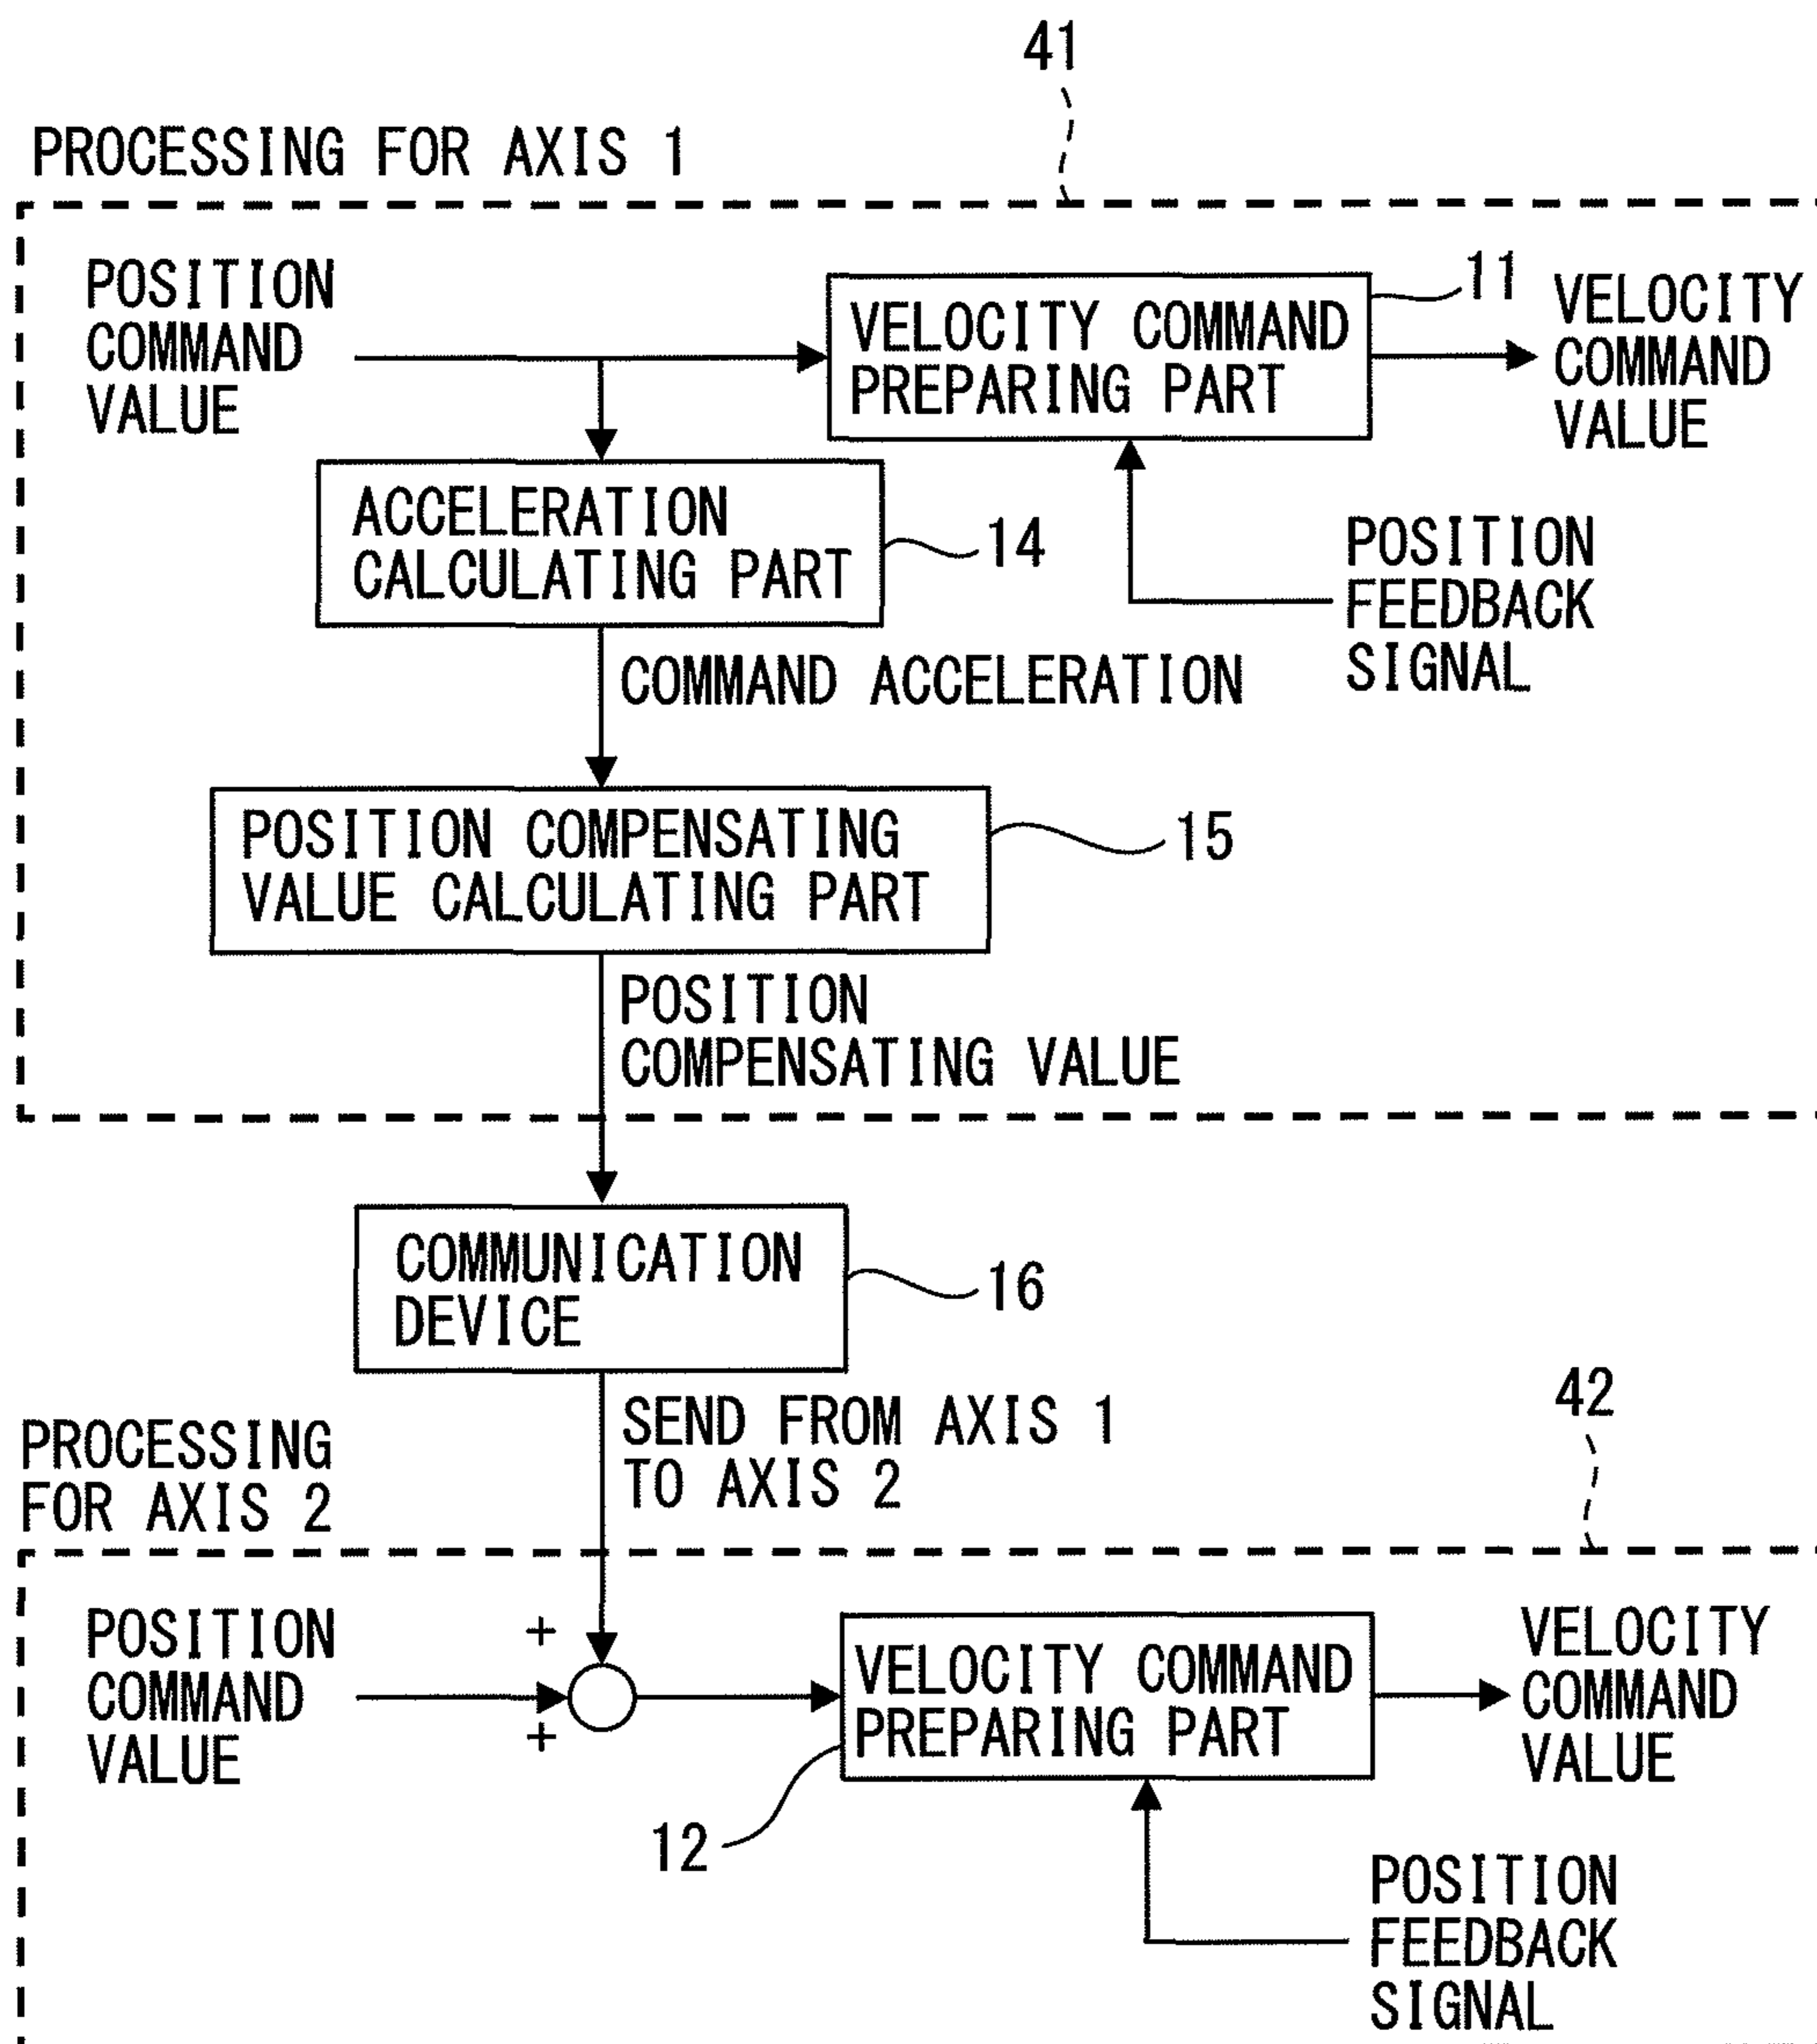 41
PROCESSING FOR AXIS 1
POSITION
COMMAND
VALUE
VELOCITY COMMAND
PREPARING PART
11
VELOCITY
COMMAND
VALUE
ACCELERATION
CALCULATING PART
14
POSITION
FEEDBACK
SIGNAL
COMMAND ACCELERATION
POSITION COMPENSATING
VALUE CALCULATING PART
15
POSITION
COMPENSATING VALUE
COMMUNICATION
DEVICE
16
SEND FROM AXIS 1
TO AXIS 2
PROCESSING
FOR AXIS 2
42
POSITION
COMMAND
VALUE
+
+
VELOCITY COMMAND
PREPARING PART
12
VELOCITY
COMMAND
VALUE
POSITION
FEEDBACK
SIGNAL